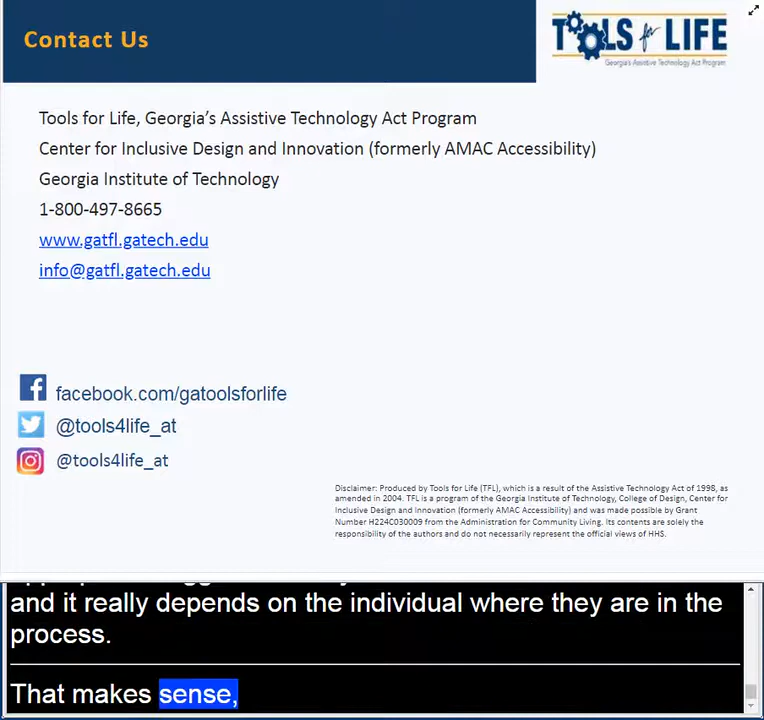 Contact Us
TOOLS for LIFE
Georgia's Assistive Technology Act Program
Tools for Life, Georgia’s Assistive Technology Act Program
Center for Inclusive Design and Innovation (formerly AMAC Accessibility)
Georgia Institute of Technology
1-800-497-8665
www.gatfl.gatech.edu
info@gatfl.gatech.edu
facebook.com/gatoolsforlife
@tools4life_at
@tools4life_at
Disclaimer: Produced by Tools for Life (TFL), which is a result of the Assistive Technology Act of 1998, as
amended in 2004. TFL is a program of the Georgia Institute of Technology, College of Design, Center for
Inclusive Design and Innovation (formerly AMAC Accessibility) and was made possible by Grant
Number H224C030009 from the Administration for Community Living. Its contents are solely the
responsibility of the authors and do not necessarily represent the official views of HHS.
and it really depends on the individual where they are in the
process.
That makes sense,